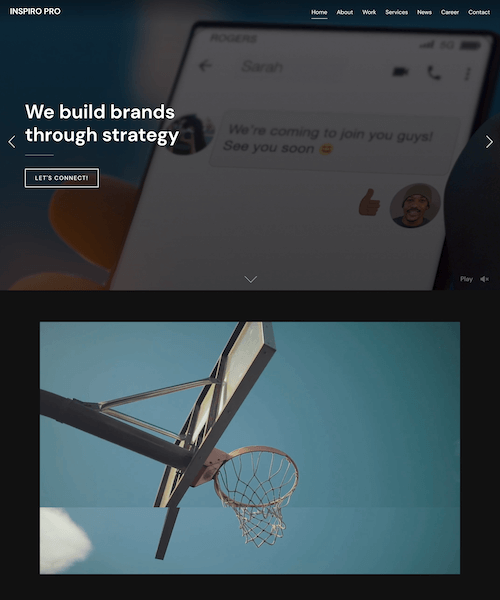 INSPIRO PRO
Home About Work Services News Career Contact
ROGERS
5G
Sarah
We build brands
through strategy
We're coming to join you guys!
See you soon 😊
LET'S CONNECT!
Play